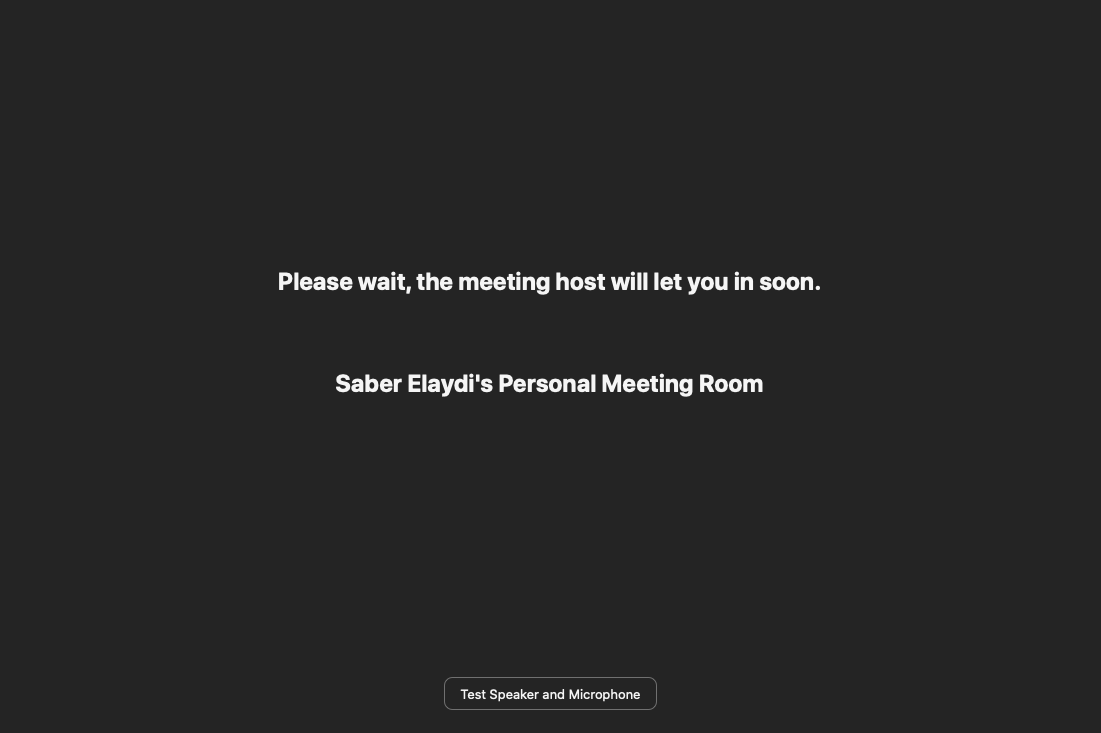 Please wait, the meeting host will let you in soon.
Saber Elaydi's Personal Meeting Room
Test Speaker and Microphone